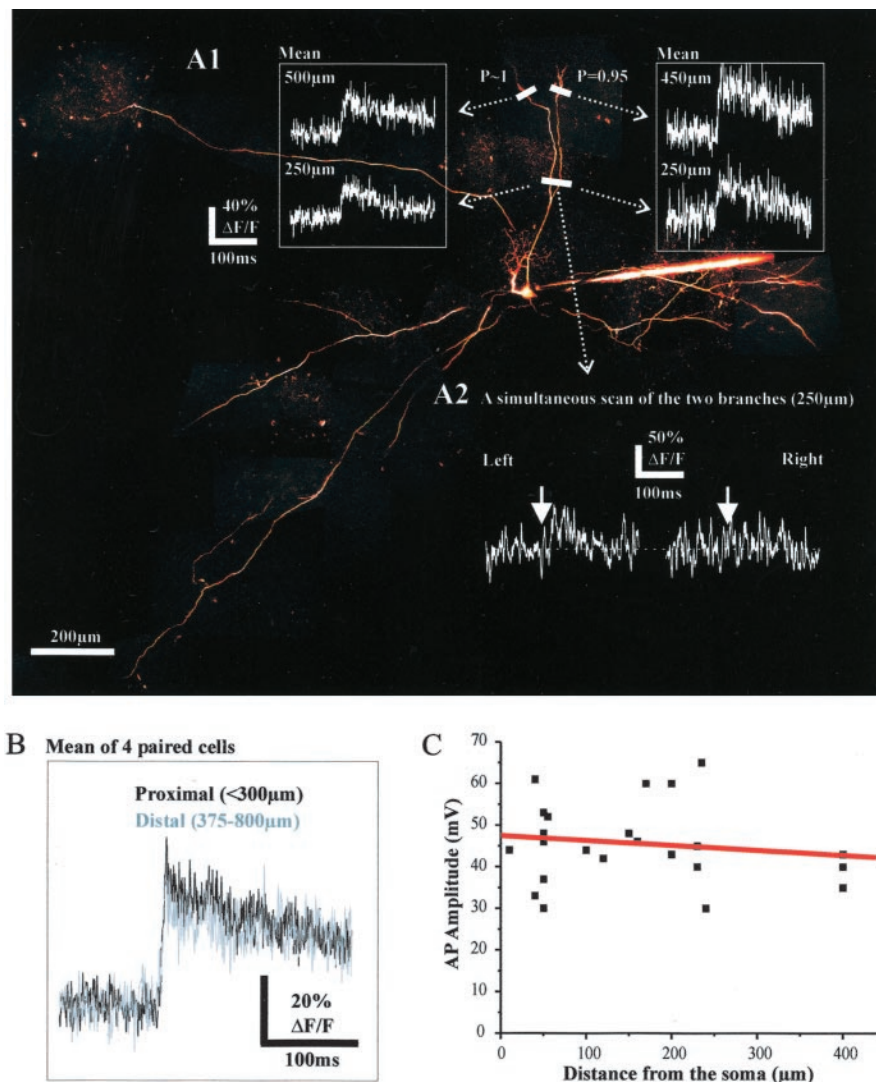 A1
Mean
500µm
250µm
40%
ΔF/F
100ms
P~1
P=0.95
Mean
450µm
250µm
A2 A simultaneous scan of the two branches (250µm)
Left
50%
ΔF/F
100ms
Right
200µm
B Mean of 4 paired cells
Proximal (<300µm)
Distal (375-800µm)
20%
ΔF/F
100ms
C
AP Amplitude (mV)
70
60
50
40
30
20
10
0
0 100 200 300 400
Distance from the soma (µm)